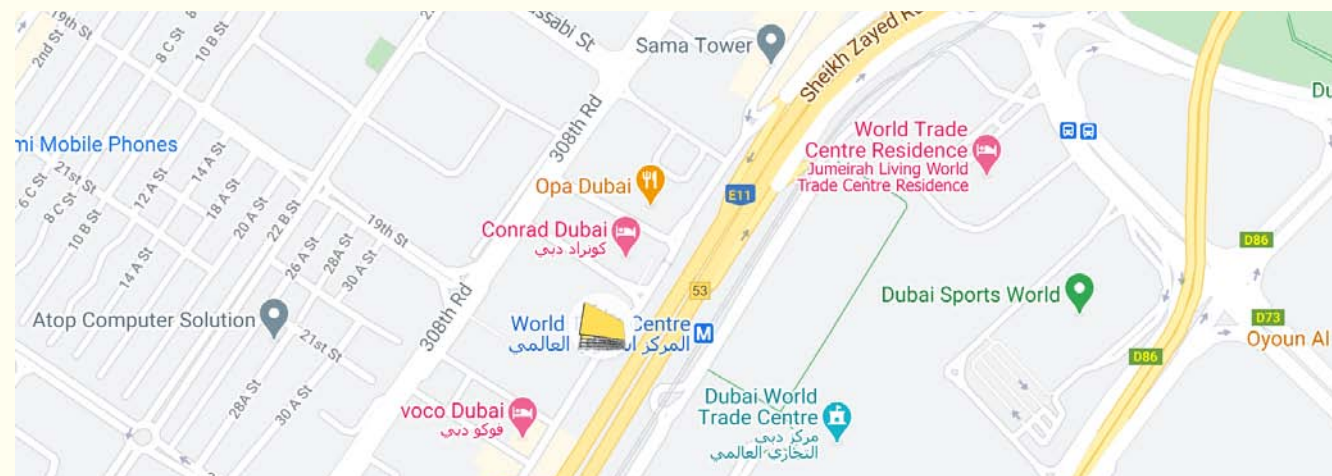 19th St
2nd St
8 C St
10 B St
ssabi St
Sama Tower
Sheikh Zayed R
Du
mi Mobile Phones
308th Rd
World Trade
Centre Residence
Jumeirah Living World
Trade Centre Residence
21st St
6 C St
8 C St
10 B St
12 A St
14 A St
18 A St
20 A St
22 B St
14 A St
Opa Dubai
E11
Conrad Dubai
كونراد دبي
19th St
26 A St
28A St
30 A St
D86
53
Dubai Sports World
308th Rd
Atop Computer Solution
World
Centre
المركز
العالمي
M
D73
Oyoun Al
21st St
D86
28A St
30 A St
voco Dubai
فوكو دبي
Dubai World
Trade Centre
مركز دبي
التجاري العالمي